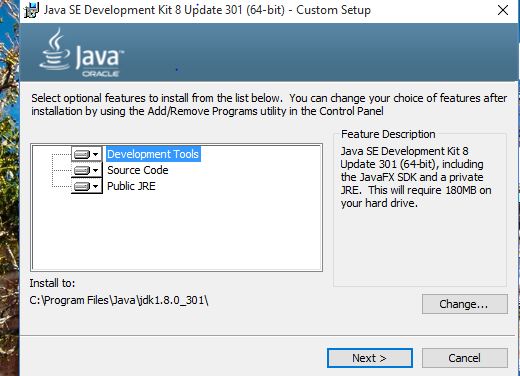 Java SE Development Kit 8 Update 301 (64-bit) - Custom Setup
Java
ORACLE
Select optional features to install from the list below. You can change your choice of features after
installation by using the Add/Remove Programs utility in the Control Panel
Development Tools
Source Code
Public JRE
Feature Description
Java SE Development Kit 8
Update 301 (64-bit), including
the JavaFX SDK and a private
JRE. This will require 180MB on
your hard drive.
Install to:
C:\Program Files\Java\jdk1.8.0_301\
Change...
Next >
Cancel